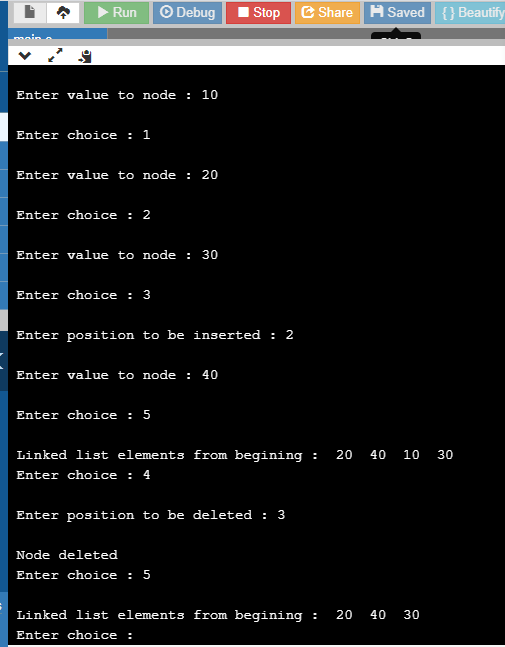 Run Debug Stop Share Saved { } Beautify
Enter value to node : 10
Enter choice : 1
Enter value to node : 20
Enter choice : 2
Enter value to node : 30
Enter choice : 3
Enter position to be inserted : 2
Enter value to node : 40
Enter choice : 5
Linked list elements from begining : 20 40 10 30
Enter choice : 4
Enter position to be deleted : 3
Node deleted
Enter choice : 5
Linked list elements from begining : 20 40 30
Enter choice :